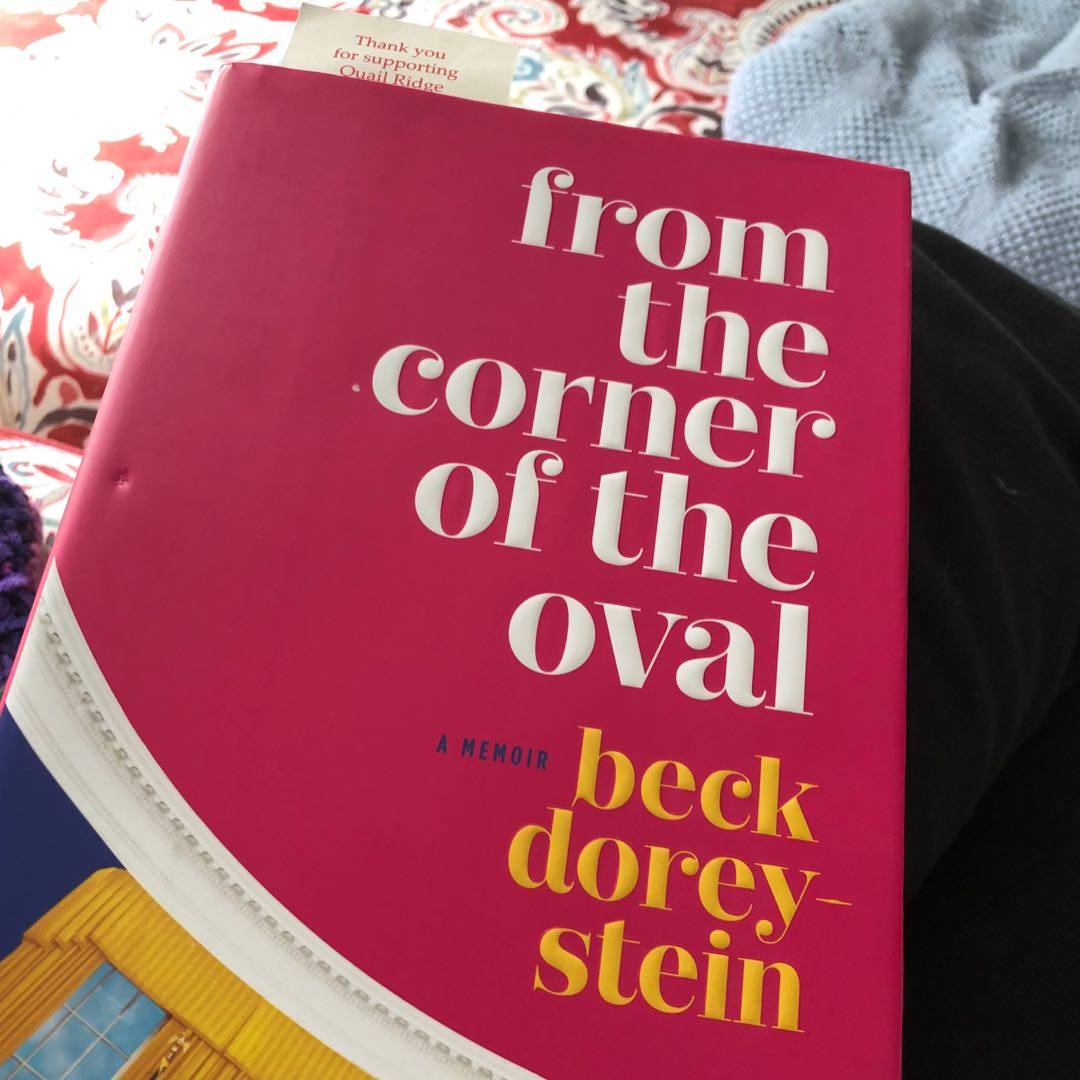 Thank you
for supporting
Quail Ridge
from
the
corner
of the
oval
A MEMOIR
beck
dorey-
stein